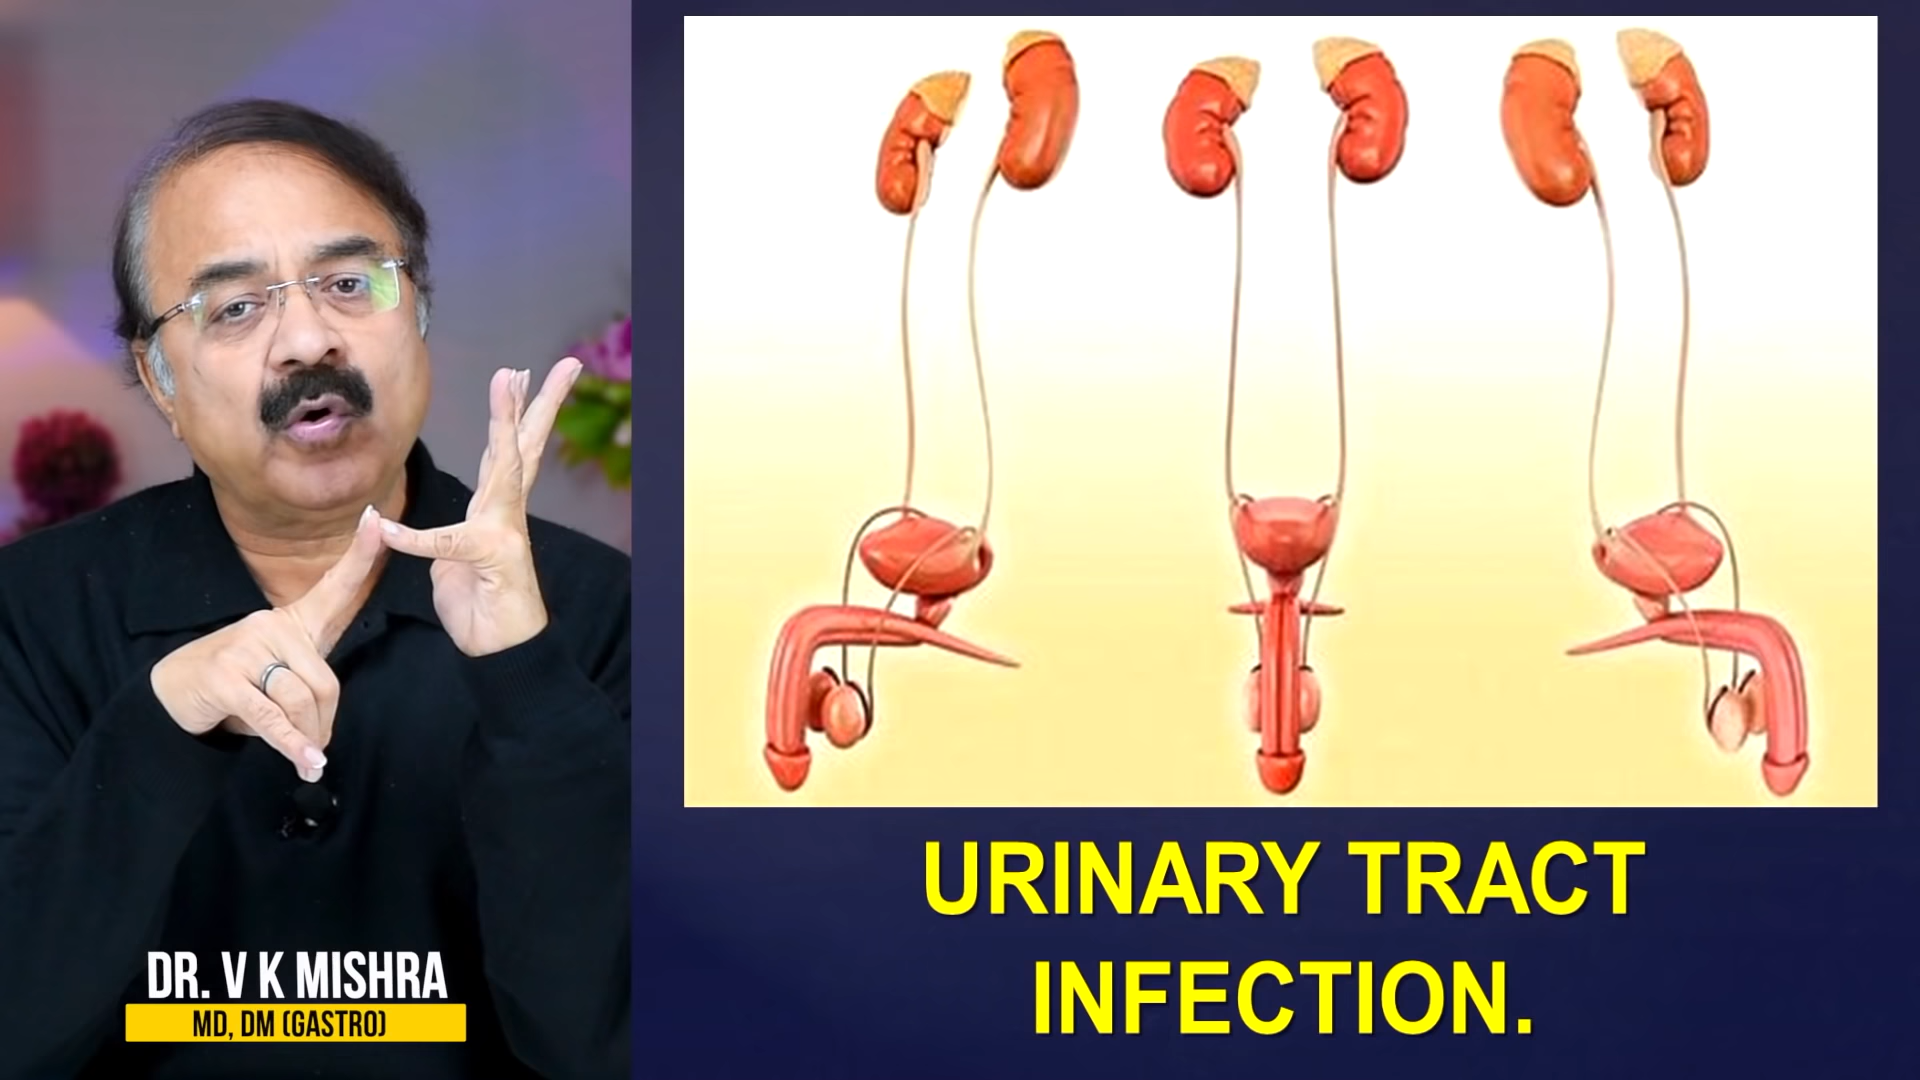 DR. V K MISHRA
MD, DM (GASTRO)
URINARY TRACT
INFECTION.